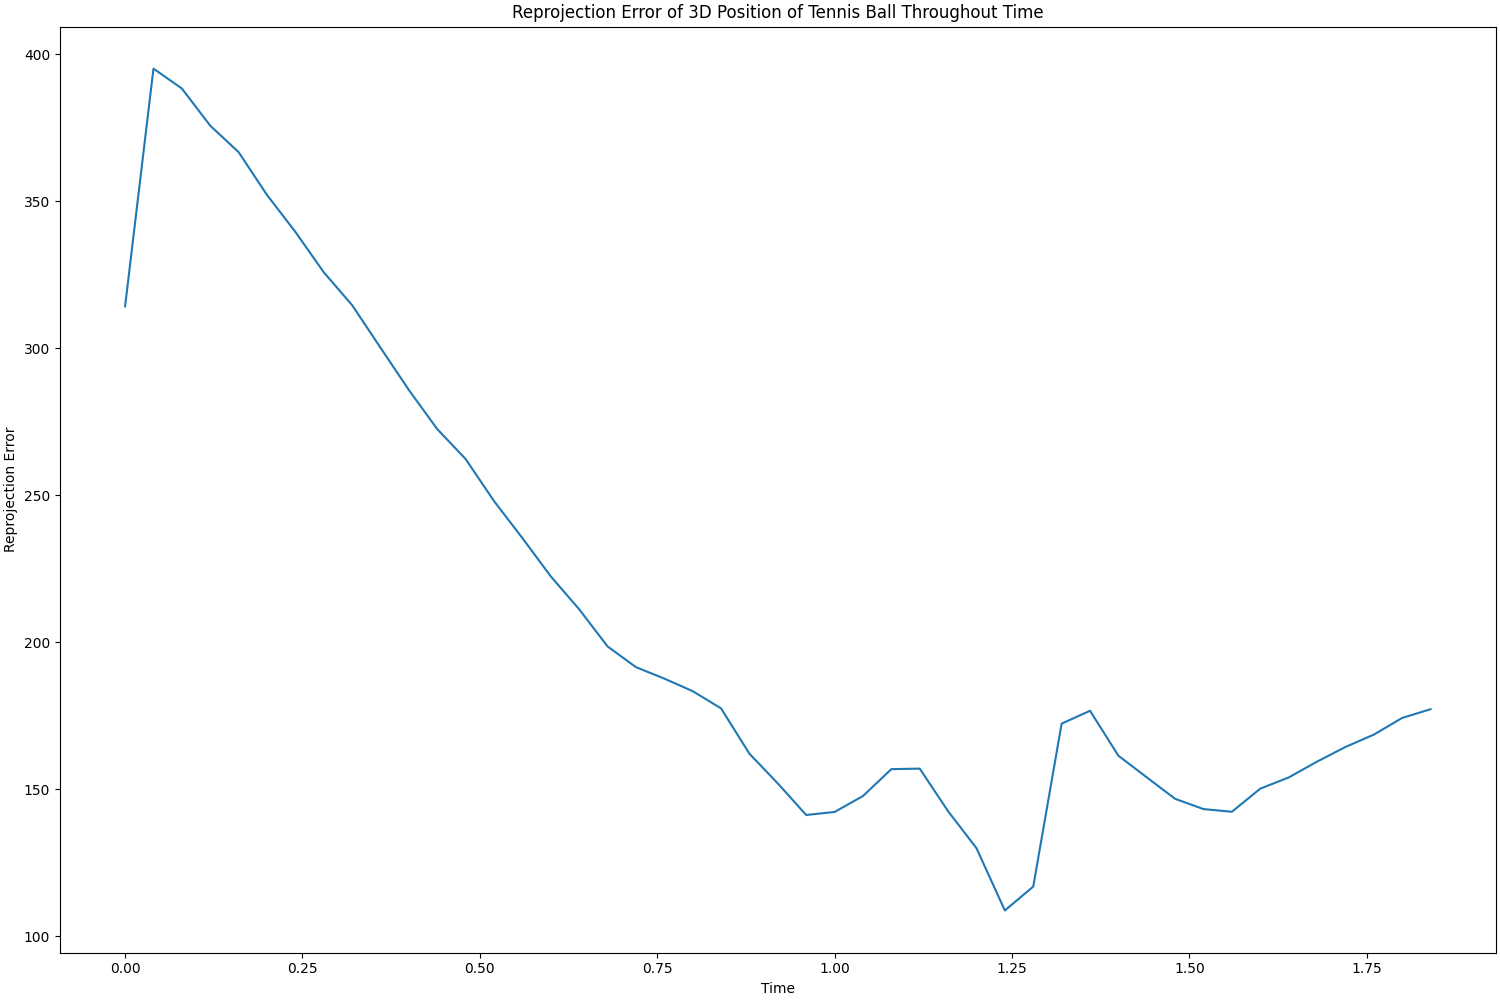 Reprojection Error of 3D Position of Tennis Ball Throughout Time
400
350
300
250
200
150
100
Reprojection Error
0.00 0.25 0.50 0.75 1.00 1.25 1.50 1.75
Time